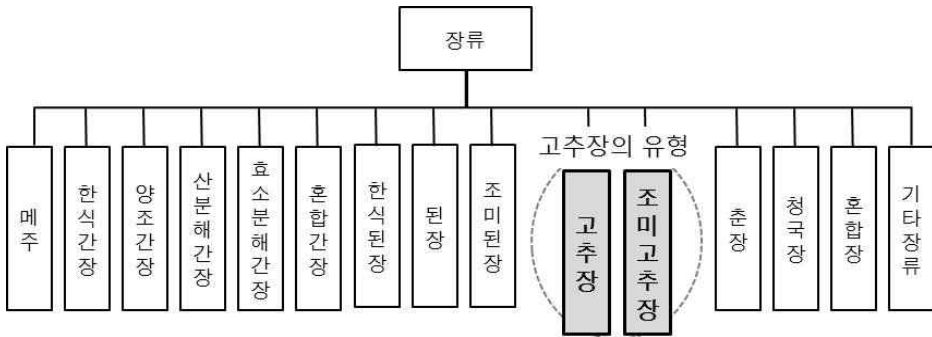 장류
고추장의 유형
메주
한식간장
양조간장
산분해간장
효소분해간장
혼합간장
한식된장
된장
조미된장
고추장
조미고추장
춘장
청국장
혼합장
기타장류